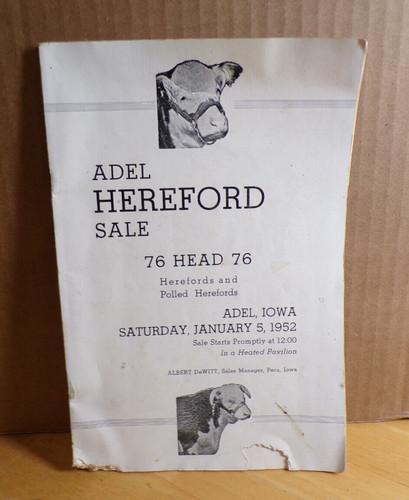 ADEL
HEREFORD
SALE
76 HEAD 76
Herefords and
Polled Herefords
ADEL, IOWA
SATURDAY, JANUARY 5, 1952
Sale Starts Promptly at 12:00
In a Heated Pavilion
ALBERT DeWITT, Sales Manager, Peru, Iowa